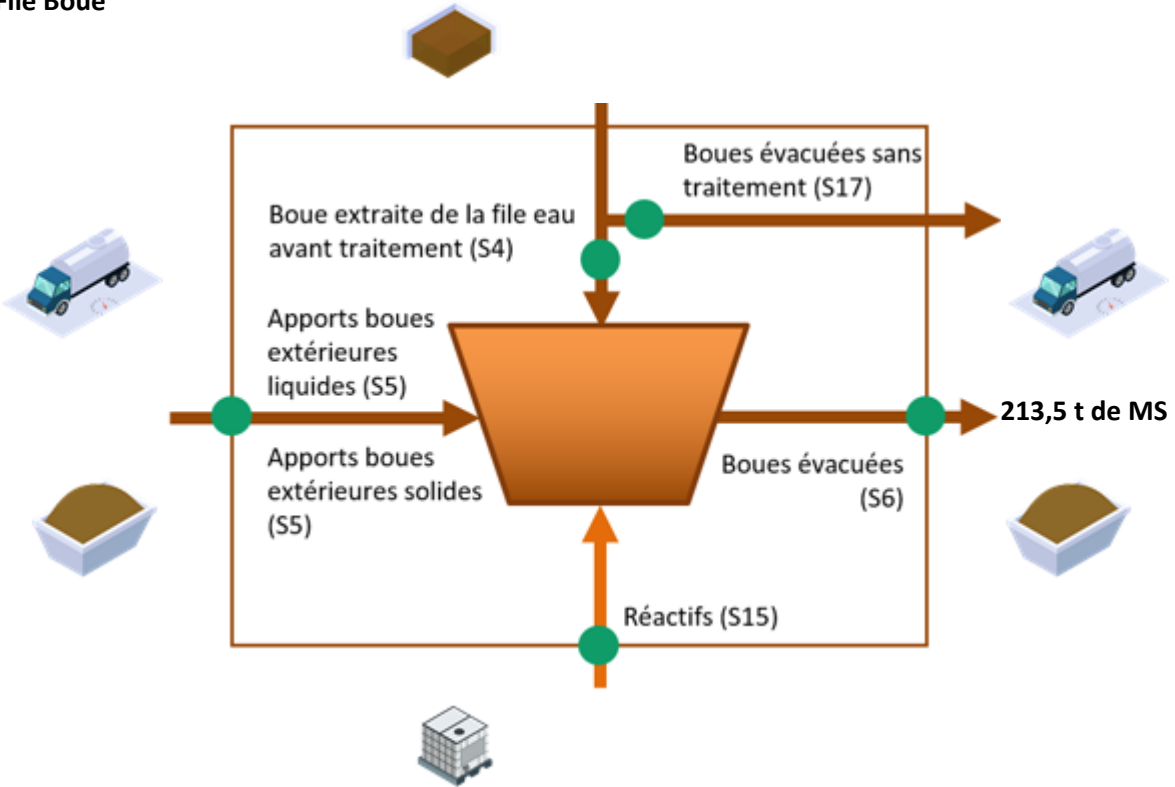 File Boue
Boues évacuées sans
traitement (S17)
Boue extraite de la file eau
avant traitement (S4)
Apports boues
extérieures
liquides (S5)
213,5 t de MS
Apports boues
extérieures solides
(S5)
Boues évacuées
(S6)
Réactifs (S15)